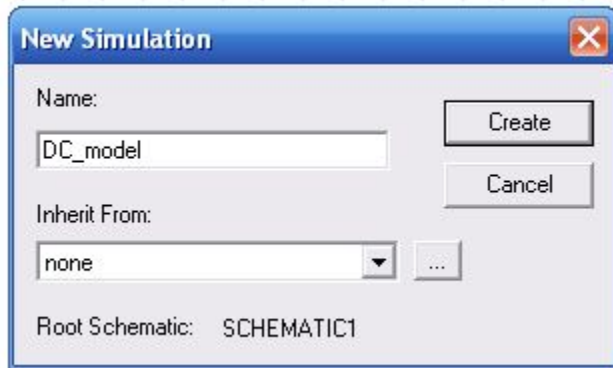 New Simulation
Name:
Create
DC_model
Cancel
Inherit From:
none
...
Root Schematic: SCHEMATIC1